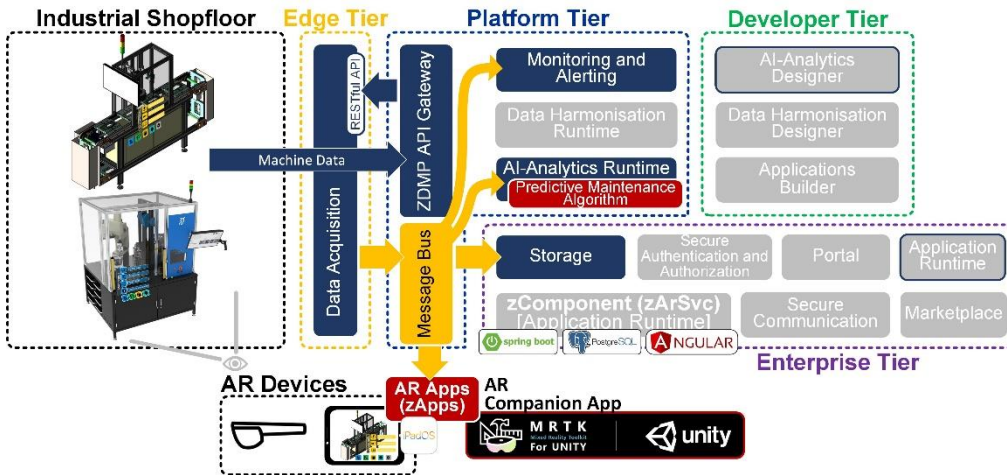 Industrial Shopfloor
Edge Tier
Platform Tier
Developer Tier
Data Acquisition
RESTful API
ZDMP API Gateway
Machine Data
Message Bus
Monitoring and
Alerting
Data Harmonisation
Runtime
AI-Analytics Runtime
Predictive Maintenance
Algorithm
AI-Analytics
Designer
Data Harmonisation
Designer
Applications
Builder
Storage
Secure
Authentication and
Authorization
Portal
Application
Runtime
zComponent (zArSvc)
[Application Runtime]
Secure
Communication
Marketplace
spring boot
PostgreSQL
ANGULAR
Enterprise Tier
AR Devices
AR Apps
(zApps)
iPadOS
AR
Companion App
MRTK
Mixed Reality Toolkit
For UNITY
unity